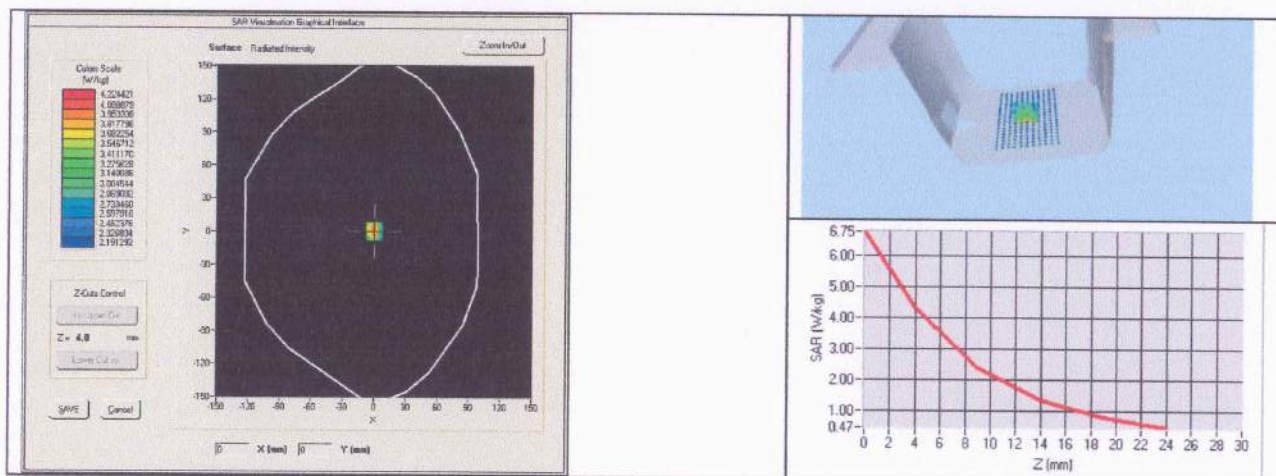 SAR Visualisation Graphical Interface
Surface Radiated Intensity
Zoom In/Out
Colors Scale
(W/kg)
4.224421
4.088879
3.953338
3.817796
3.682254
3.546712
3.411170
3.275628
3.140086
3.004544
2.869002
2.733460
2.597918
2.462376
2.326834
2.191292
150
120
90
60
30
0
-30
-60
-90
-120
-150
Y
-150 -120 -90 -60 -30 0 30 60 90 120 150
X
Z-Cuts Control
Z = 4.0 mm
SAVE
Cancel
0 X (mm) 0 Y (mm)
6.75
6.00
5.00
4.00
2.00
1.00
0.47
SAR (W/kg)
0 2 4 6 8 10 12 14 16 18 20 22 24 26 28 30
Z (mm)